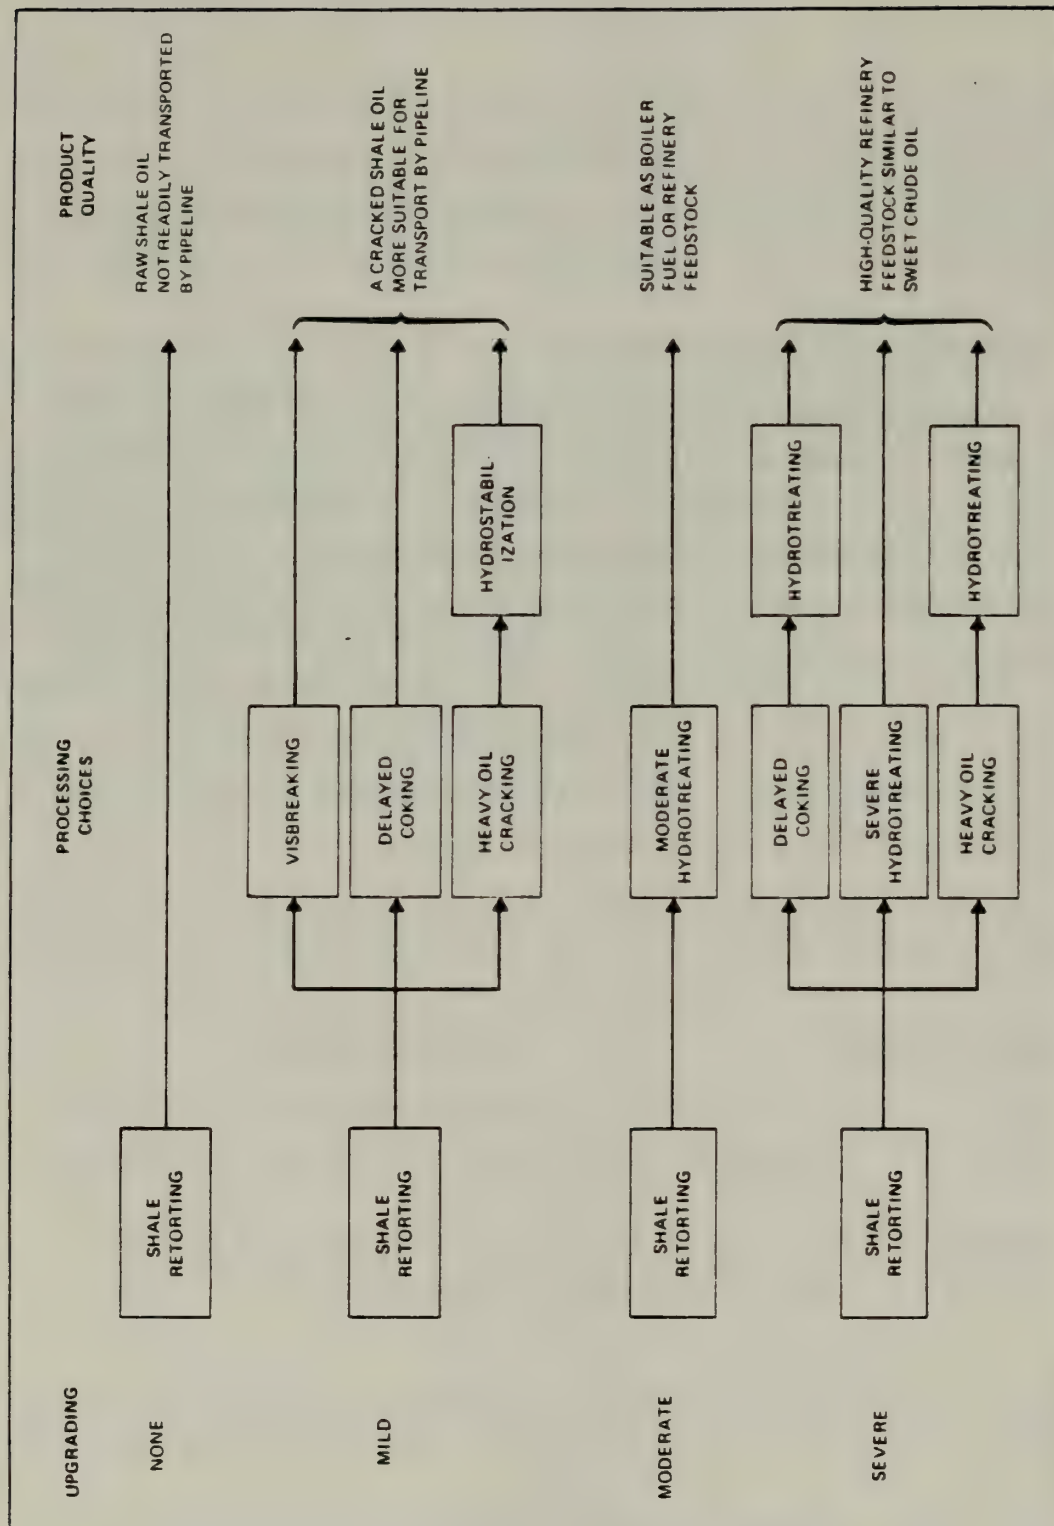 UPGRADING
PROCESSING
CHOICES
PRODUCT
QUALITY
NONE
SHALE
RETORTING
RAW SHALE OIL
NOT READILY TRANSPORTED
BY PIPELINE
MILD
SHALE
RETORTING
VISBREAKING
DELAYED
COKING
HEAVY OIL
CRACKING
HYDROSTABIL-
IZATION
A CRACKED SHALE OIL
MORE SUITABLE FOR
TRANSPORT BY PIPELINE
MODERATE
SHALE
RETORTING
MODERATE
HYDROTREATING
SUITABLE AS BOILER
FUEL OR REFINERY
FEEDSTOCK
SEVERE
SHALE
RETORTING
DELAYED
COKING
HYDROTREATING
SEVERE
HYDROTREATING
HEAVY OIL
CRACKING
HYDROTREATING
HIGH-QUALITY REFINERY
FEEDSTOCK SIMILAR TO
SWEET CRUDE OIL